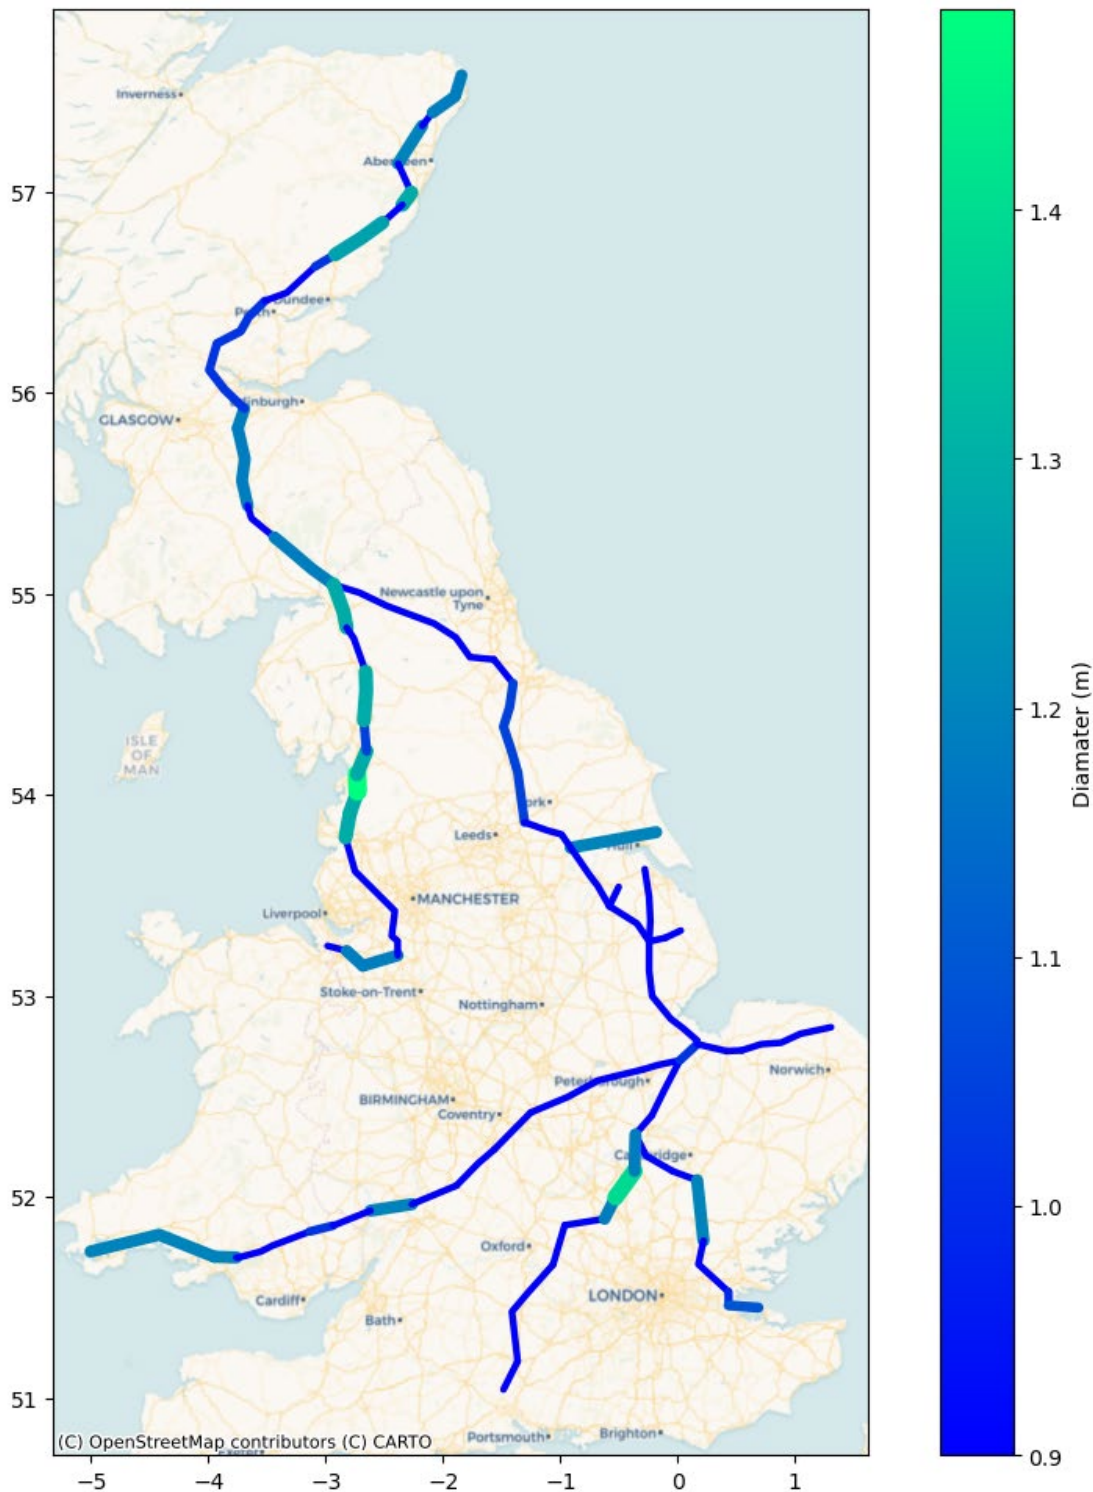 Inverness
Aberdeen
57
Dundee
Perth
56
Edinburgh
GLASGOW
55
Newcastle upon
Tyne
ISLE
OF
MAN
54
York
Leeds
Hull
MANCHESTER
Liverpool
53
Stoke-on-Trent
Nottingham
Norwich
Peterborough
BIRMINGHAM
Coventry
Cambridge
52
Oxford
LONDON
Cardiff
Bath
51
Portsmouth
Brighton
(C) OpenStreetMap contributors (C) CARTO
−5
−4
−3
−2
−1
0
1
1.4
1.3
1.2
1.1
1.0
0.9
Diamater (m)